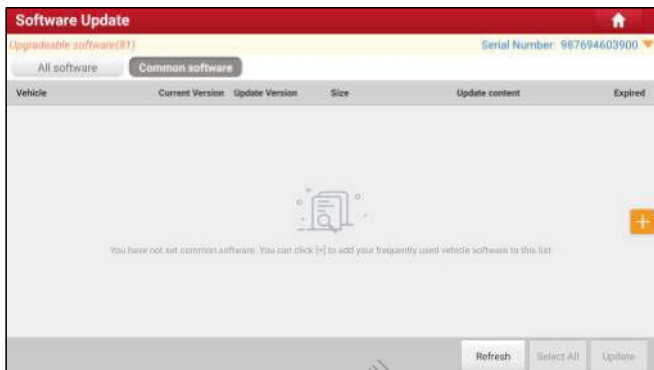 Software Update
Upgradeable software(81)
Serial Number: 987694603900
All software
Common software
Vehicle Current Version Update Version Size Update content Expired
You have not set common software. You can click [+] to add your frequently used vehicle software to this list
Refresh Select All Update